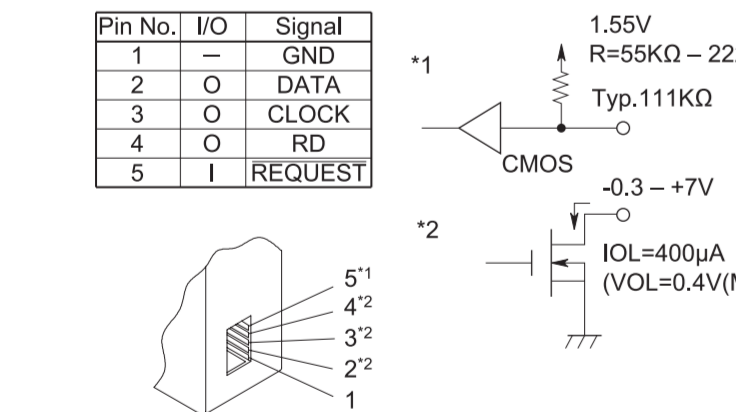 Pin No. I/O Signal
1 – GND
2 O DATA
3 O CLOCK
4 O RD
5 I REQUEST
*1
1.55V
R=55KΩ – 22
Typ.111KΩ
CMOS
*2
-0.3 – +7V
IOL=400µA
(VOL=0.4V(
5*1
4*2
3*2
2*2
1